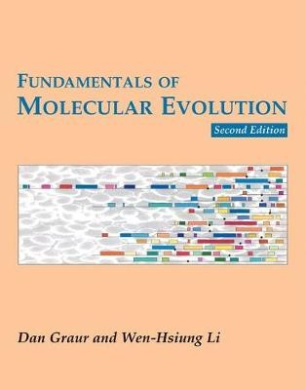 FUNDAMENTALS OF
MOLECULAR EVOLUTION
Second Edition
Dan Graur and Wen-Hsiung Li